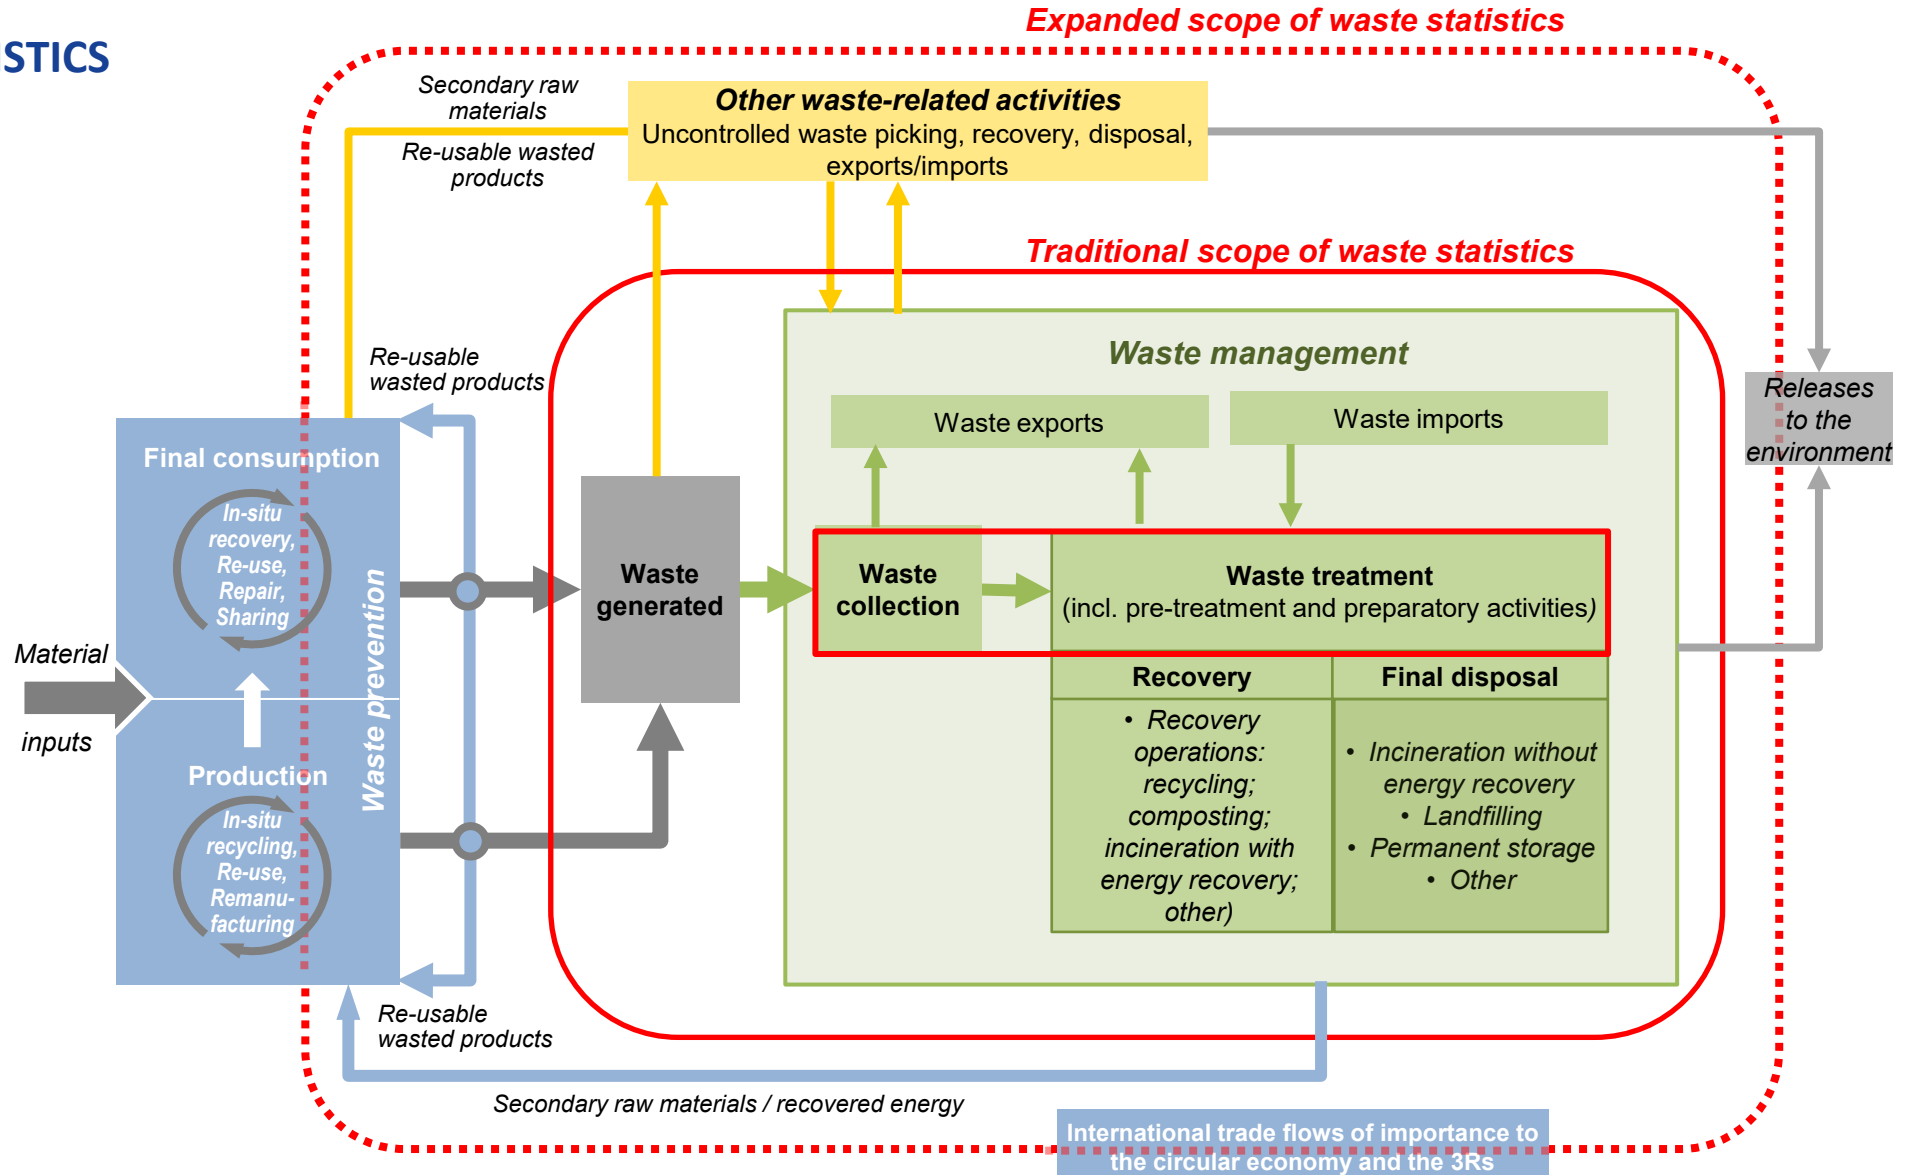 Expanded scope of waste statistics
ISTICS
Secondary raw
materials
Re-usable wasted
products
Other waste-related activities
Uncontrolled waste picking, recovery, disposal,
exports/imports
Traditional scope of waste statistics
Re-usable
wasted products
Waste management
Waste exports
Waste imports
Releases
to the
environment
Final consumption
In-situ
recovery,
Re-use,
Repair,
Sharing
Waste prevention
Material
inputs
Production
In-situ
recycling,
Re-use,
Remanu-
facturing
Waste
generated
Waste
collection
Waste treatment
(incl. pre-treatment and preparatory activities)
Recovery
• Recovery
operations:
recycling;
composting;
incineration with
energy recovery;
other)
Final disposal
• Incineration without
energy recovery
• Landfilling
• Permanent storage
• Other
Re-usable
wasted products
Secondary raw materials / recovered energy
International trade flows of importance to
the circular economy and the 3Rs